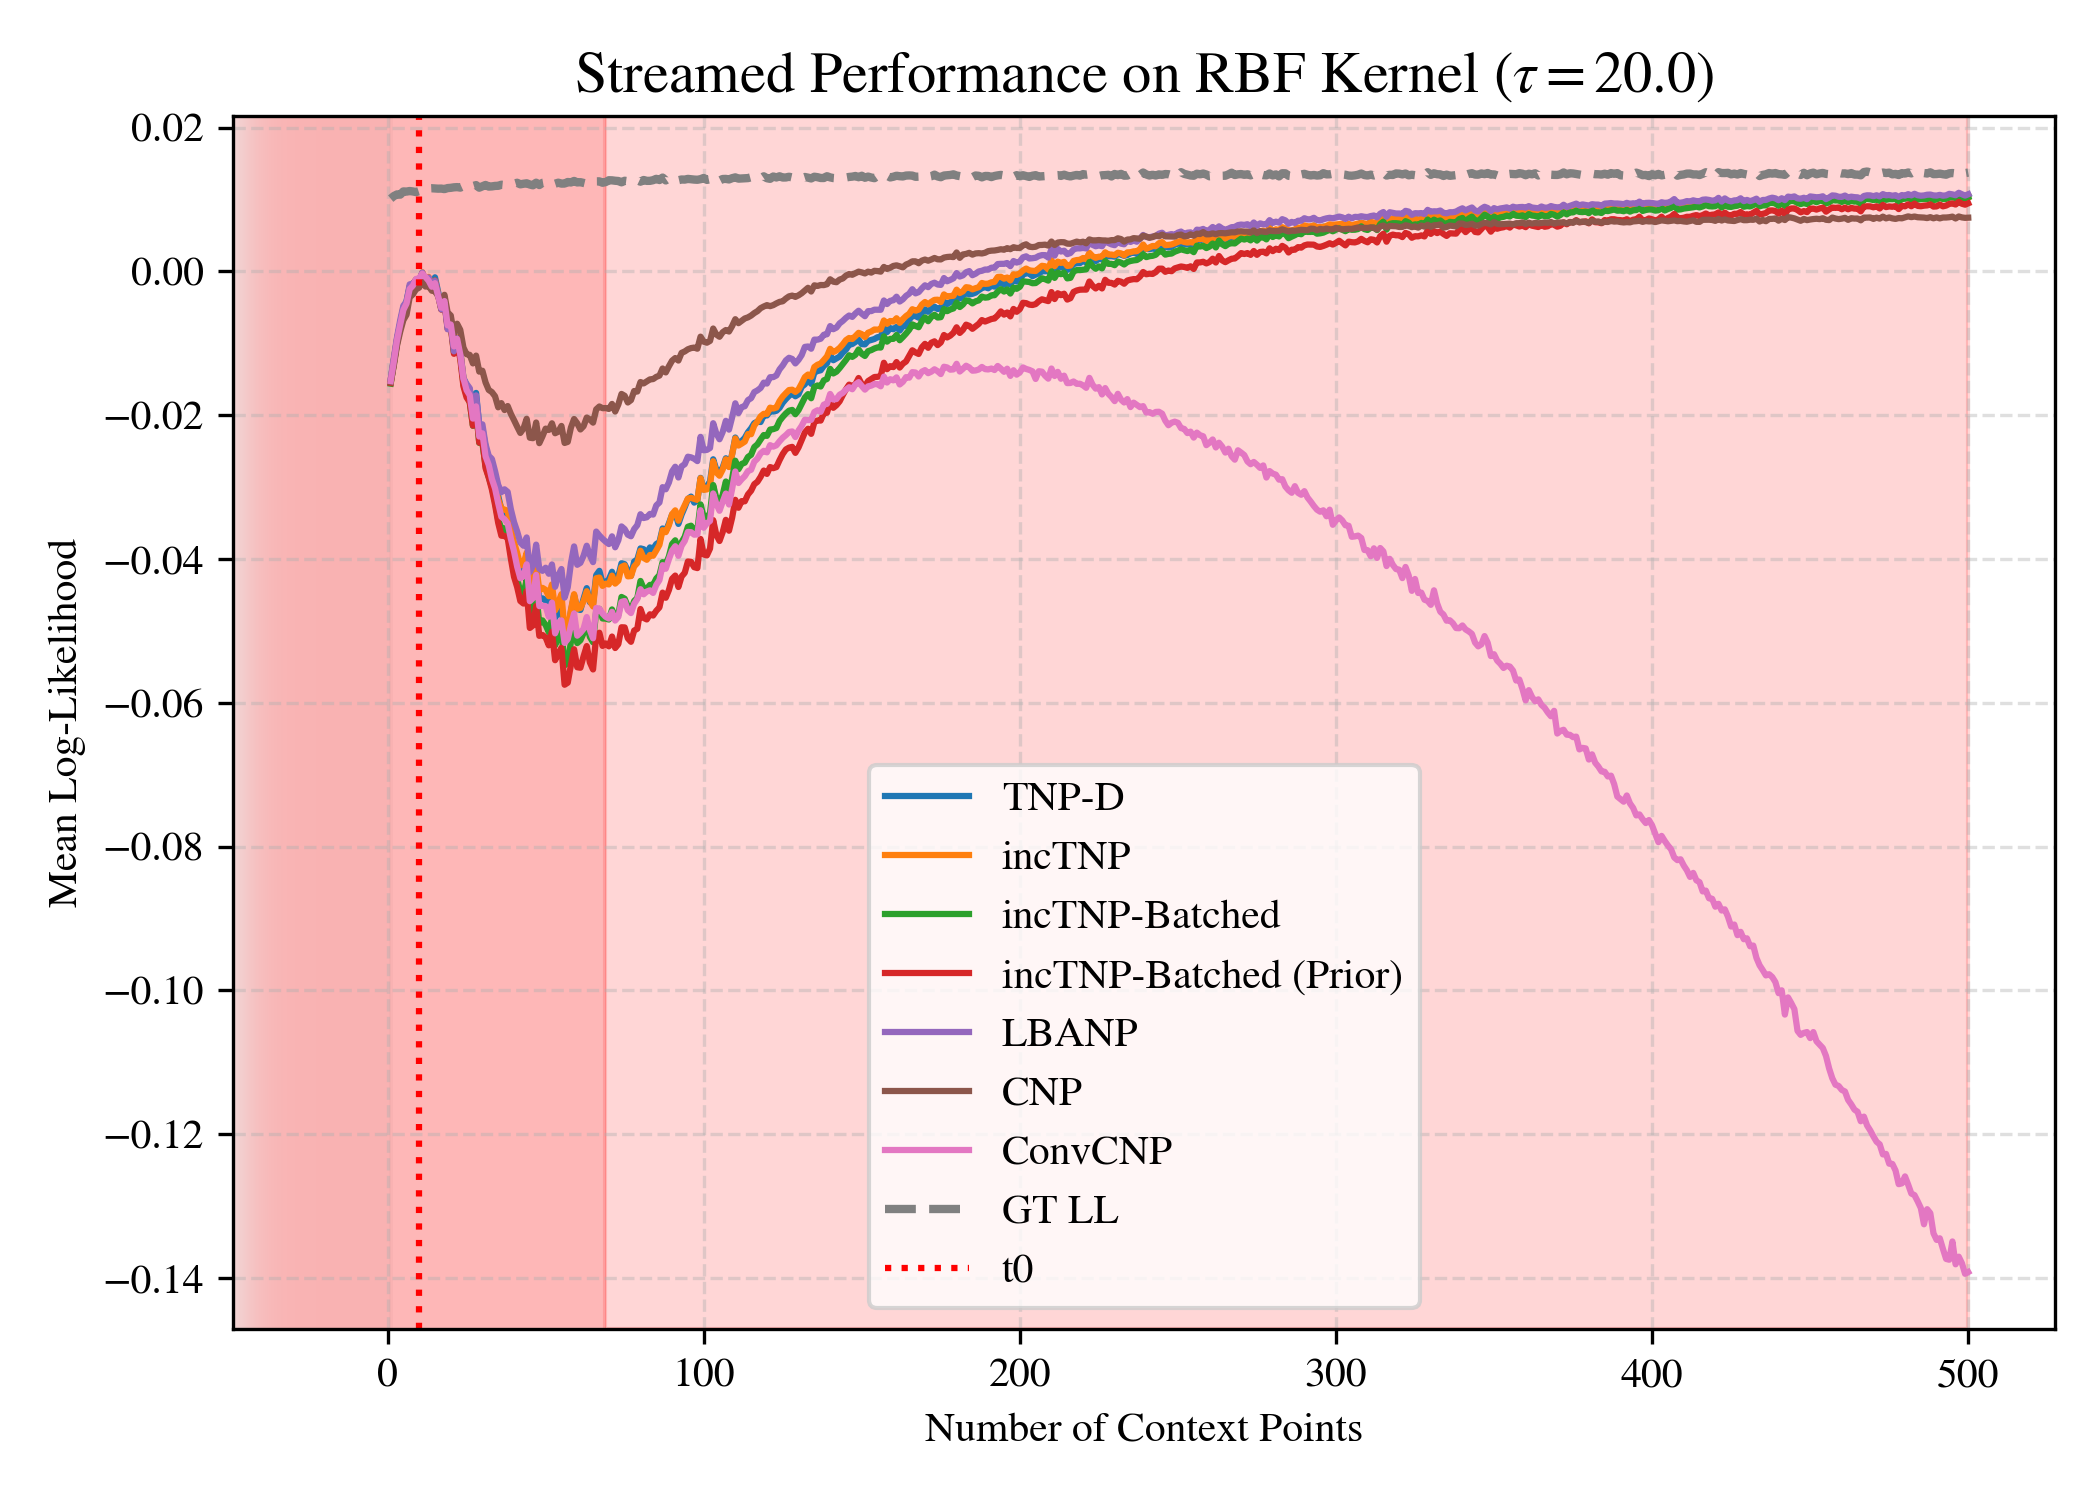 Streamed Performance on RBF Kernel (τ = 20.0)
Mean Log-Likelihood
0.02
0.00
−0.02
−0.04
−0.06
−0.08
−0.10
−0.12
−0.14
TNP-D
incTNP
incTNP-Batched
incTNP-Batched (Prior)
LBANP
CNP
ConvCNP
GT LL
t0
0 100 200 300 400 500
Number of Context Points